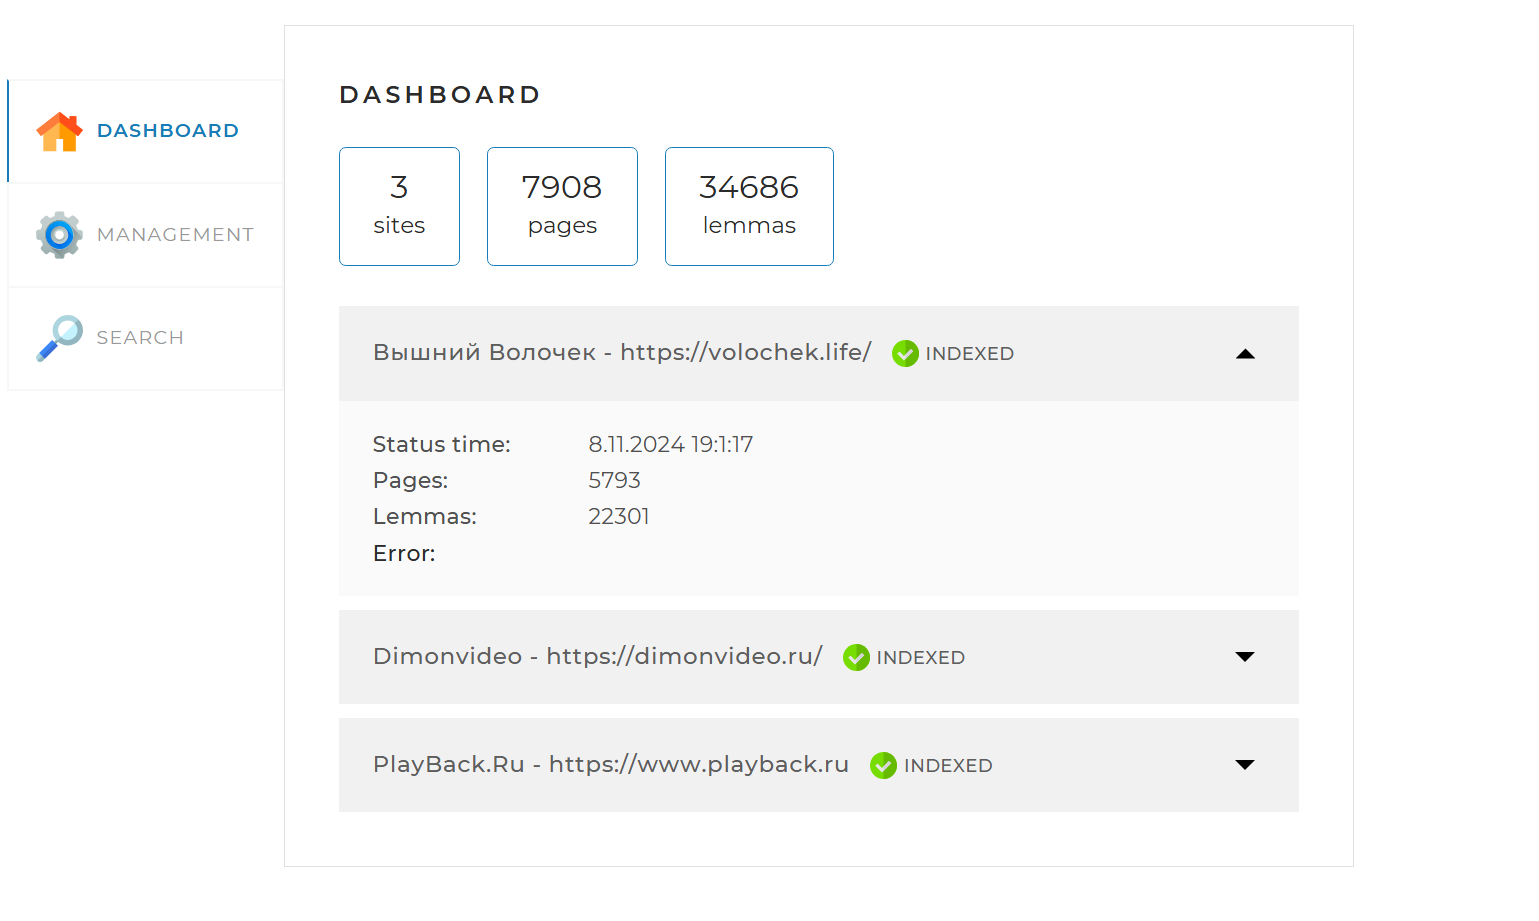 DASHBOARD
MANAGEMENT
SEARCH
DASHBOARD
3
sites
7908
pages
34686
lemmas
Вышний Волочек - https://volochek.life/ INDEXED
Status time: 8.11.2024 19:1:17
Pages: 5793
Lemmas: 22301
Error:
Dimonvideo - https://dimonvideo.ru/ INDEXED
PlayBack.Ru - https://www.playback.ru INDEXED